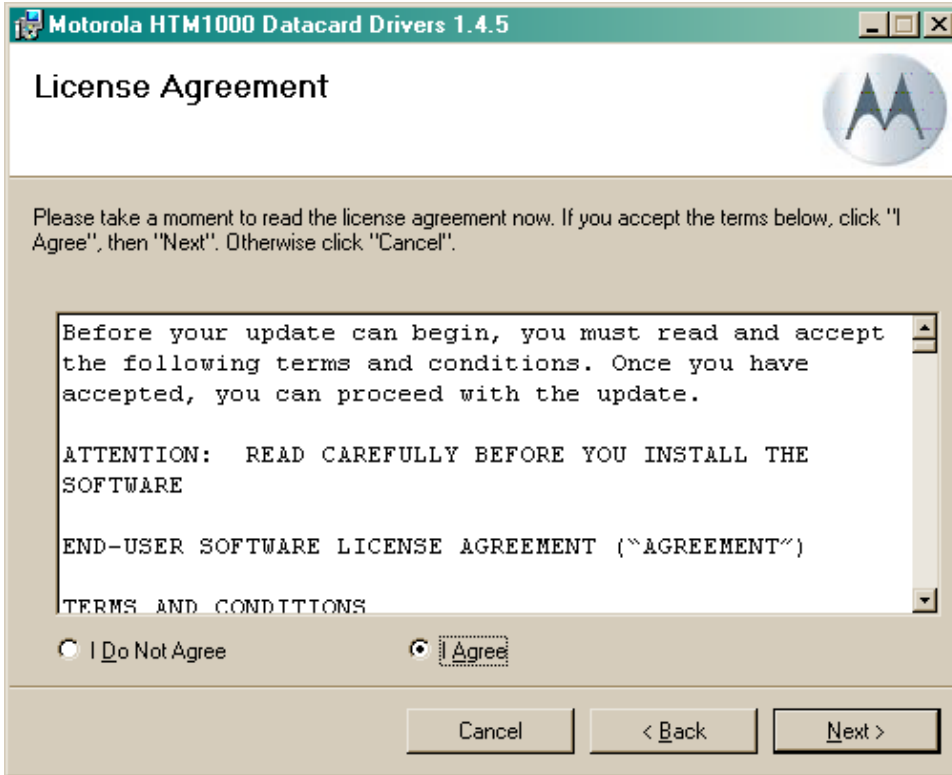 Motorola HTM1000 Datacard Drivers 1.4.5
License Agreement
Please take a moment to read the license agreement now. If you accept the terms below, click "I
Agree", then "Next". Otherwise click "Cancel".
Before your update can begin, you must read and accept
the following terms and conditions. Once you have
accepted, you can proceed with the update.
ATTENTION:  READ CAREFULLY BEFORE YOU INSTALL THE
SOFTWARE
END-USER SOFTWARE LICENSE AGREEMENT (“AGREEMENT”)
TERMS AND CONDITIONS
I Do Not Agree
I Agree
Cancel
< Back
Next >